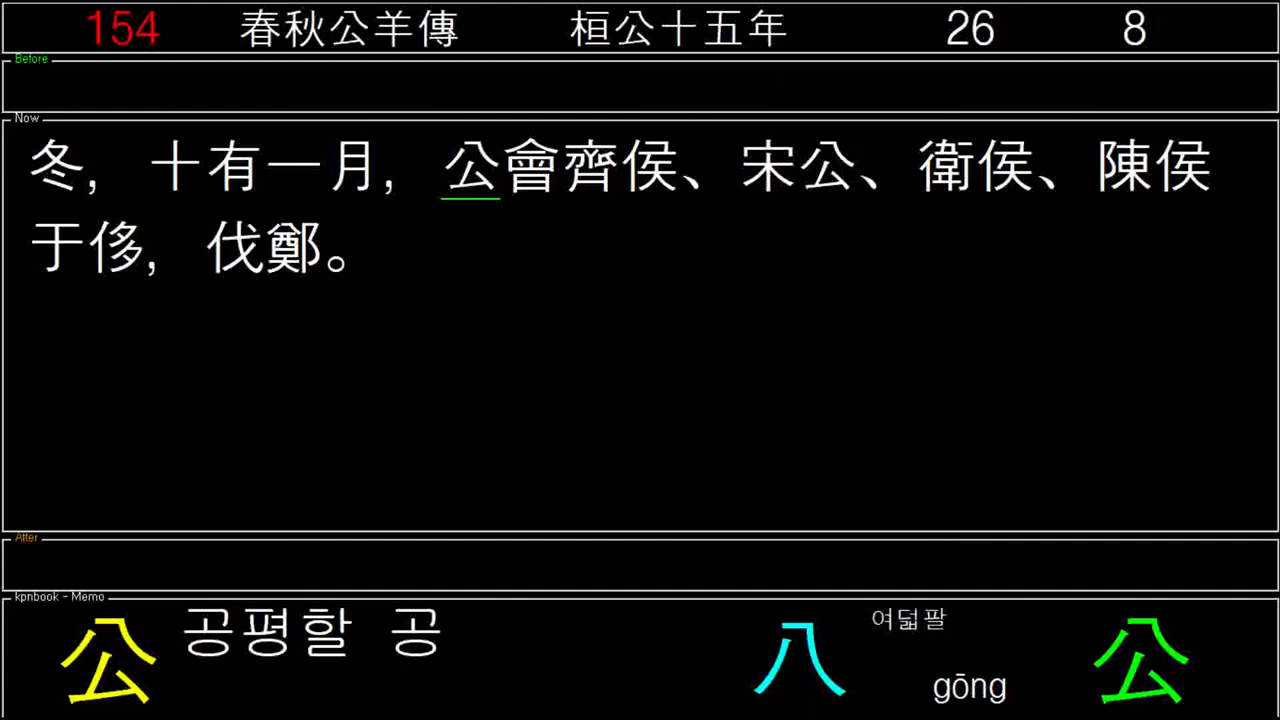 154 春秋公羊傳 桓公十五年 26 8
Before
Now
冬, 十有一月, 公會齊侯、宋公、衛侯、陳侯
于侈, 伐鄭。
After
kpnbook - Memo
公 공평할 공 八 여덟팔 gōng 公